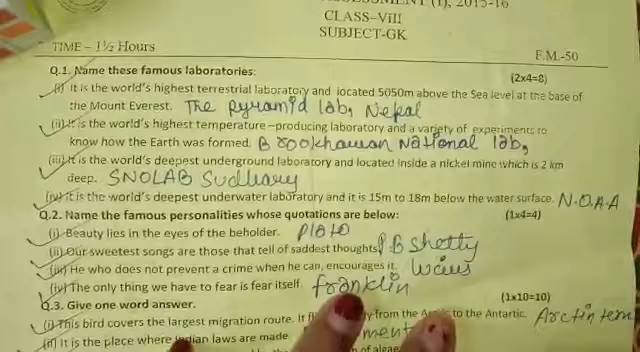 (I), 2015-16
CLASS-VIII
SUBJECT-GK
TIME – 1½ Hours
F.M.-50
Q.1. Name these famous laboratories:
(2x4=8)
(i) It is the world's highest terrestrial laboratory and located 5050m above the Sea level at the base of
the Mount Everest. The Pyramid lab, Nepal
(ii) It is the world's highest temperature –producing laboratory and a variety of experiments to
know how the Earth was formed. Brookhawan National lab,
(iii) It is the world's deepest underground laboratory and located inside a nickel mine which is 2 km
deep. SNOLAB Sudbary
(iv) It is the world's deepest underwater laboratory and it is 15m to 18m below the water surface. N.O.A.A
Q.2. Name the famous personalities whose quotations are below:
(1x4=4)
(i) Beauty lies in the eyes of the beholder. Plato
(ii) Our sweetest songs are those that tell of saddest thoughts. P B Shelly
(iii) He who does not prevent a crime when he can, encourages it.
(iv) The only thing we have to fear is fear itself. franklin
Q.3. Give one word answer.
(1x10=10)
(i) This bird covers the largest migration route. It from the to the Antartic. Arctin tern
(ii) It is the place where Indian laws are made.
of algae